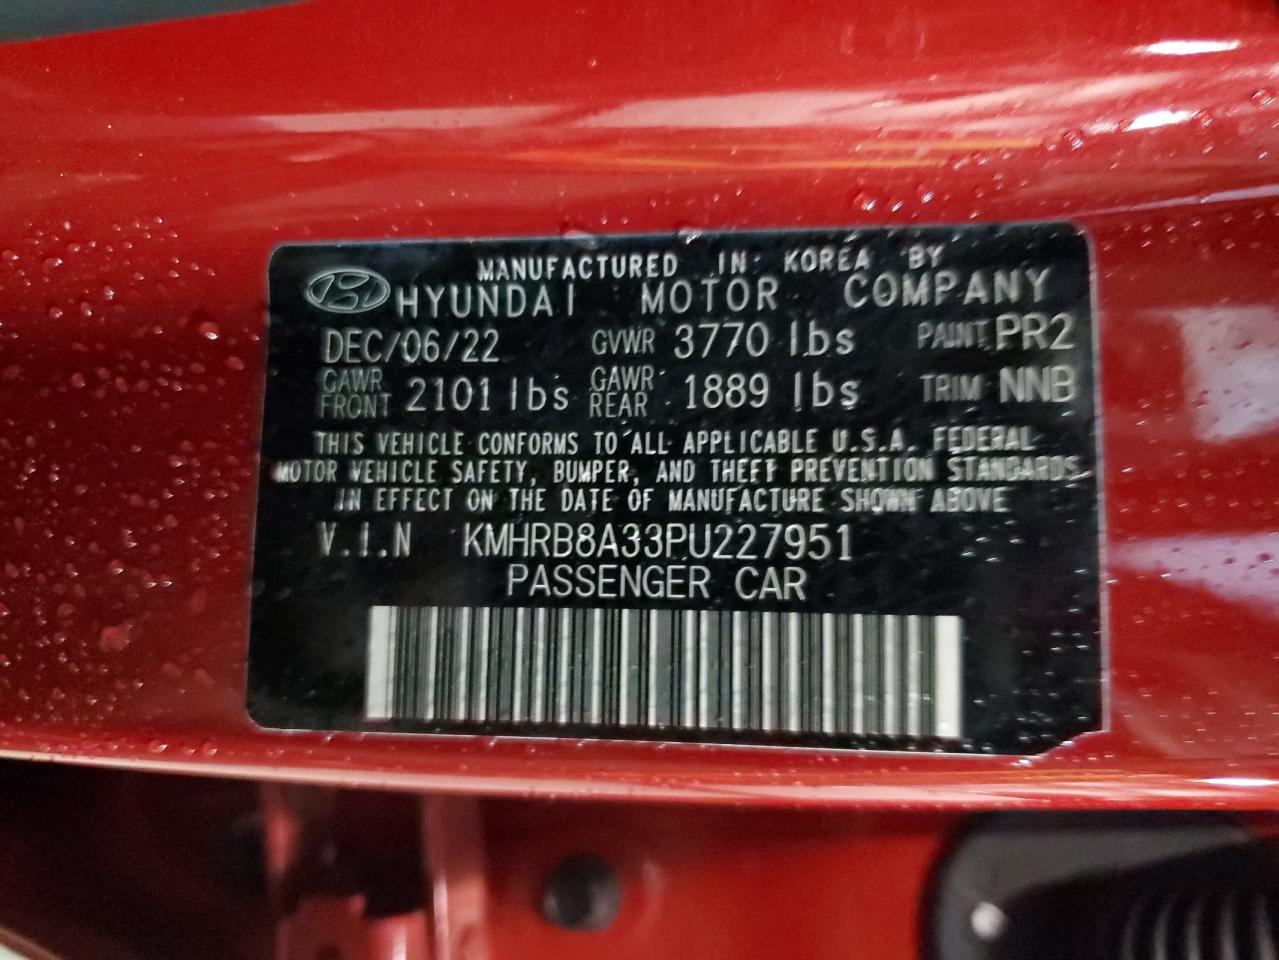 MANUFACTURED IN KOREA BY
HYUNDAI MOTOR COMPANY
DEC/06/22 GVWR 3770 lbs PAINT PR2
GAWR FRONT 2101 lbs GAWR REAR 1889 lbs TRIM NNB
THIS VEHICLE CONFORMS TO ALL APPLICABLE U.S.A. FEDERAL
MOTOR VEHICLE SAFETY, BUMPER, AND THEFT PREVENTION STANDARDS
IN EFFECT ON THE DATE OF MANUFACTURE SHOWN ABOVE
V.I.N KMHRB8A33PU227951
PASSENGER CAR